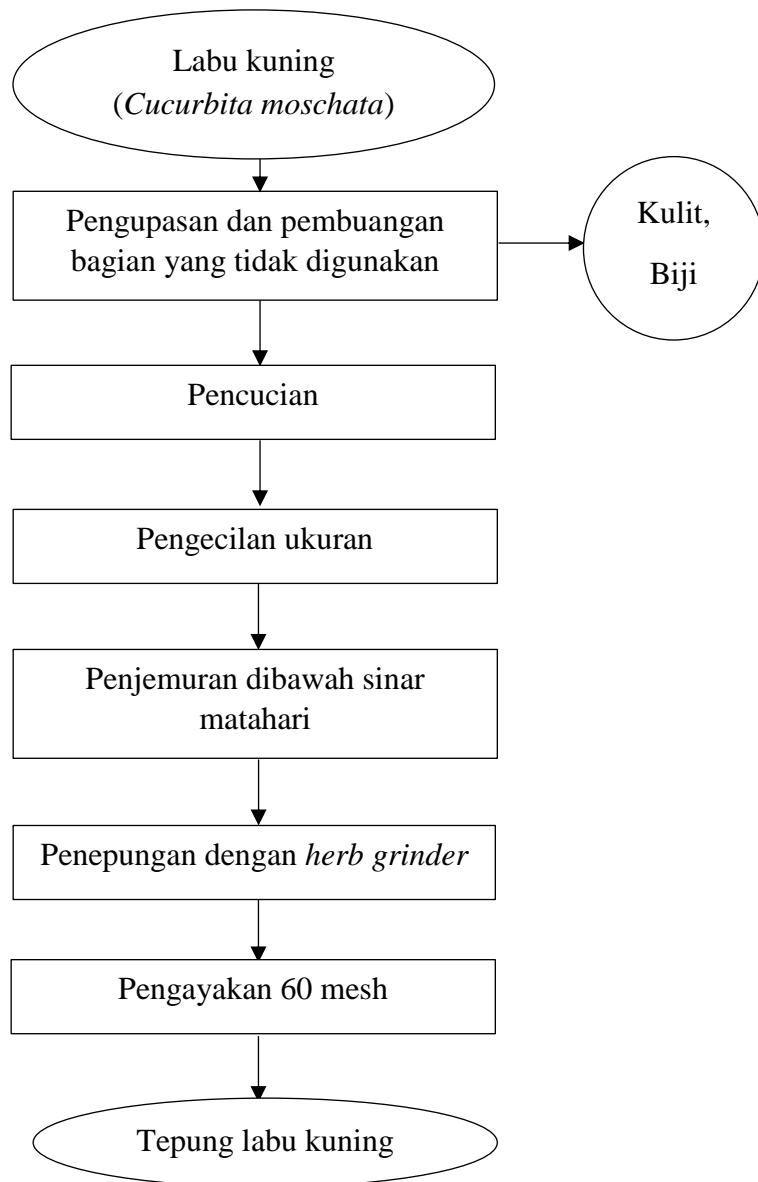 Labu kuning
(Cucurbita moschata)
Pengupasan dan pembuangan
bagian yang tidak digunakan
Kulit,
Biji
Pencucian
Pengecilan ukuran
Penjemuran dibawah sinar
matahari
Penepungan dengan herb grinder
Pengayakan 60 mesh
Tepung labu kuning